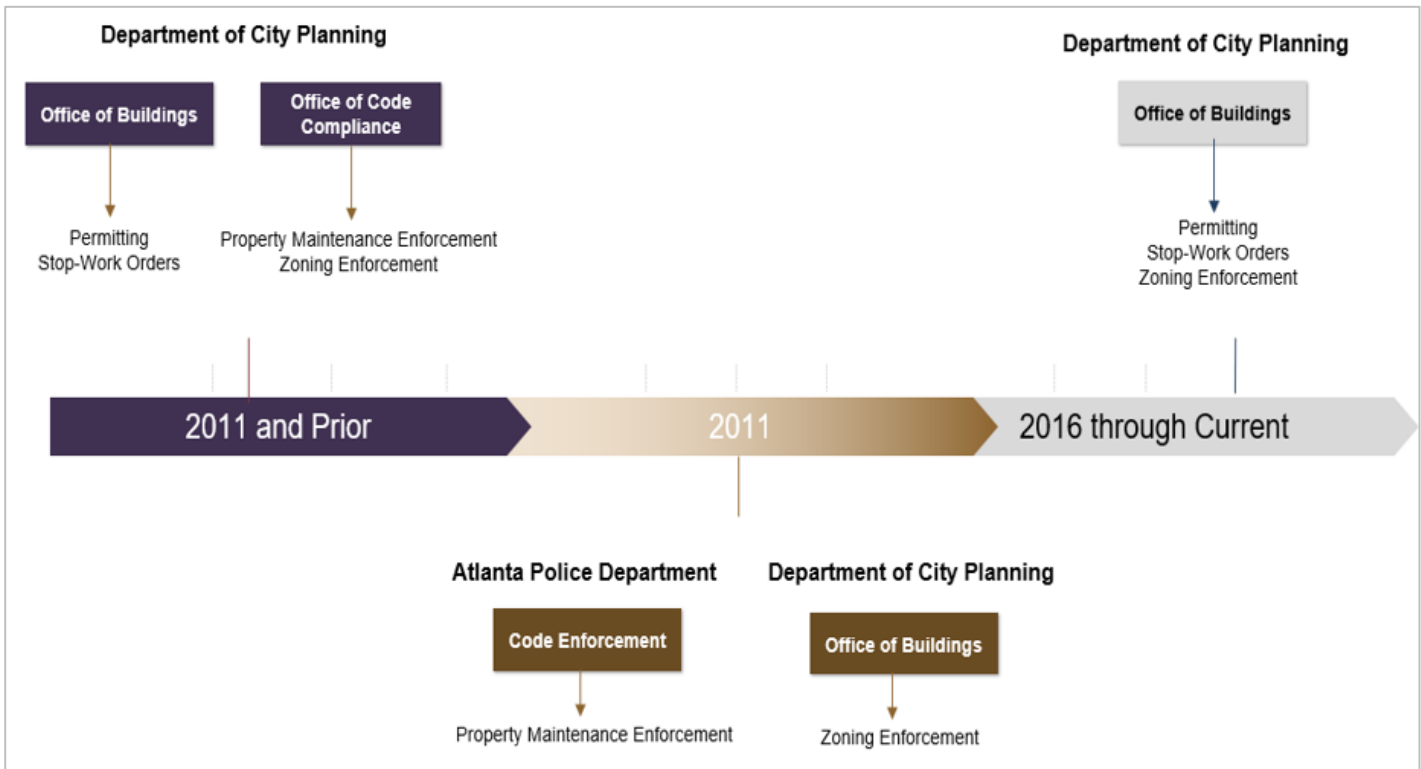 Department of City Planning
Office of Buildings
Office of Code
Compliance
Permitting
Stop-Work Orders
Property Maintenance Enforcement
Zoning Enforcement
Department of City Planning
Office of Buildings
Permitting
Stop-Work Orders
Zoning Enforcement
2011 and Prior
2011
2016 through Current
Atlanta Police Department
Code Enforcement
Property Maintenance Enforcement
Department of City Planning
Office of Buildings
Zoning Enforcement